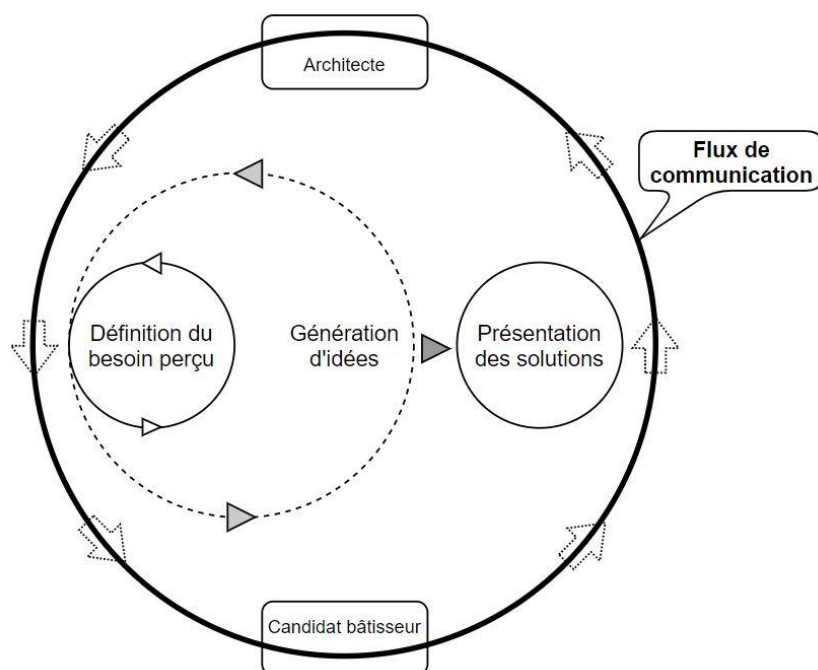 Architecte
Flux de
communication
Définition du
besoin perçu
Génération
d'idées
Présentation
des solutions
Candidat bâtisseur